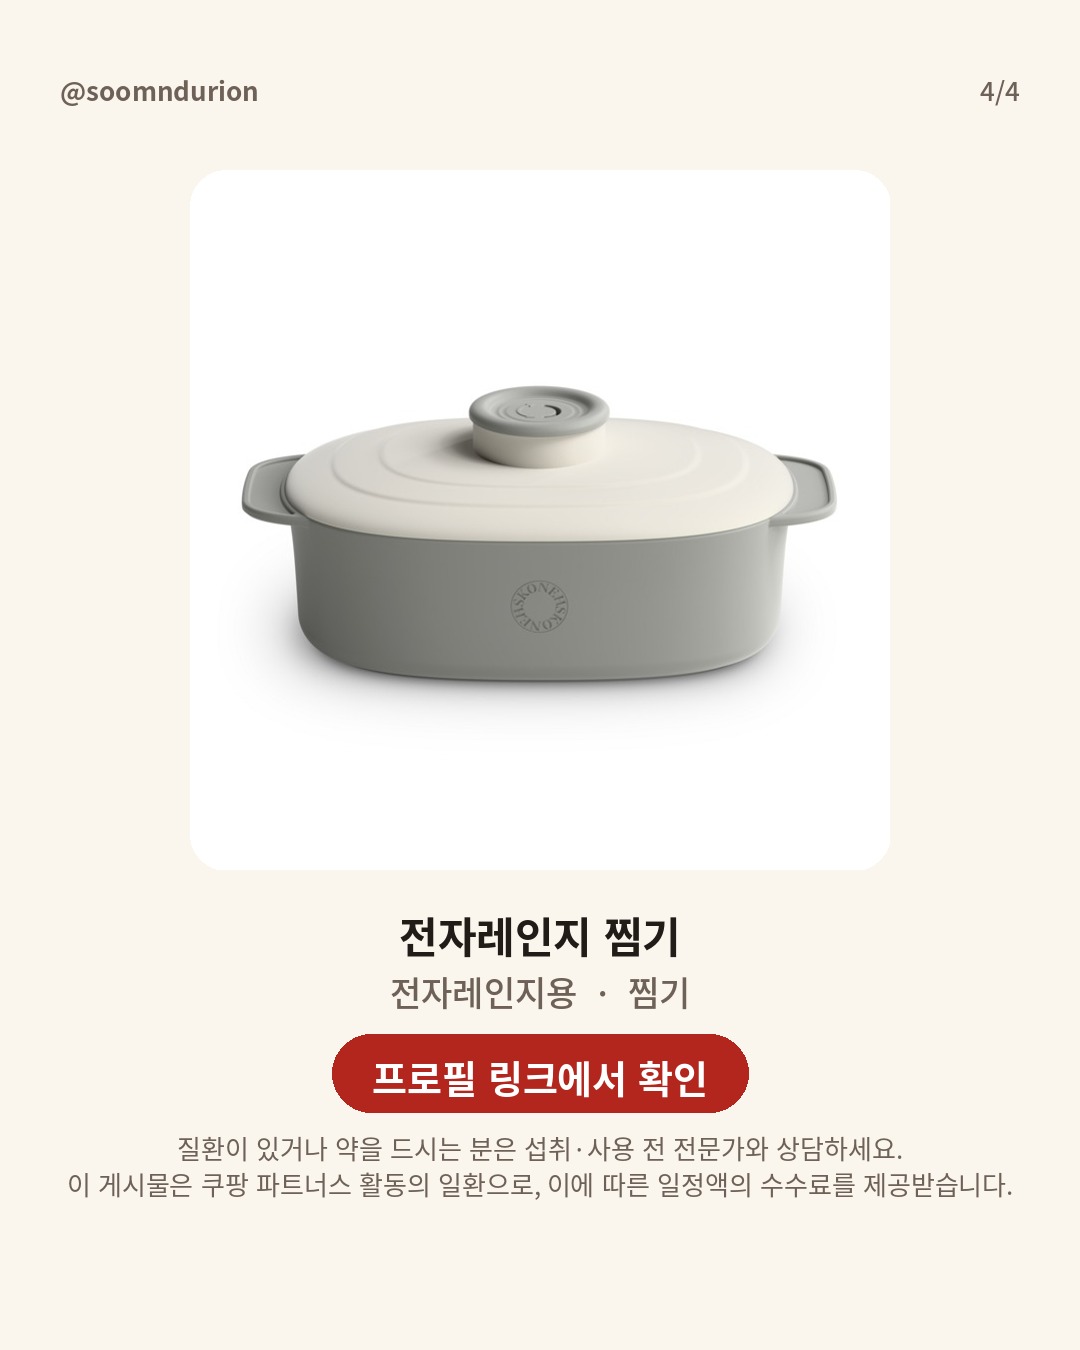 @soomndurion
4/4
SKONEHSKONEH
전자레인지 찜기
전자레인지용 · 찜기
프로필 링크에서 확인
질환이 있거나 약을 드시는 분은 섭취·사용 전 전문가와 상담하세요.
이 게시물은 쿠팡 파트너스 활동의 일환으로, 이에 따른 일정액의 수수료를 제공받습니다.